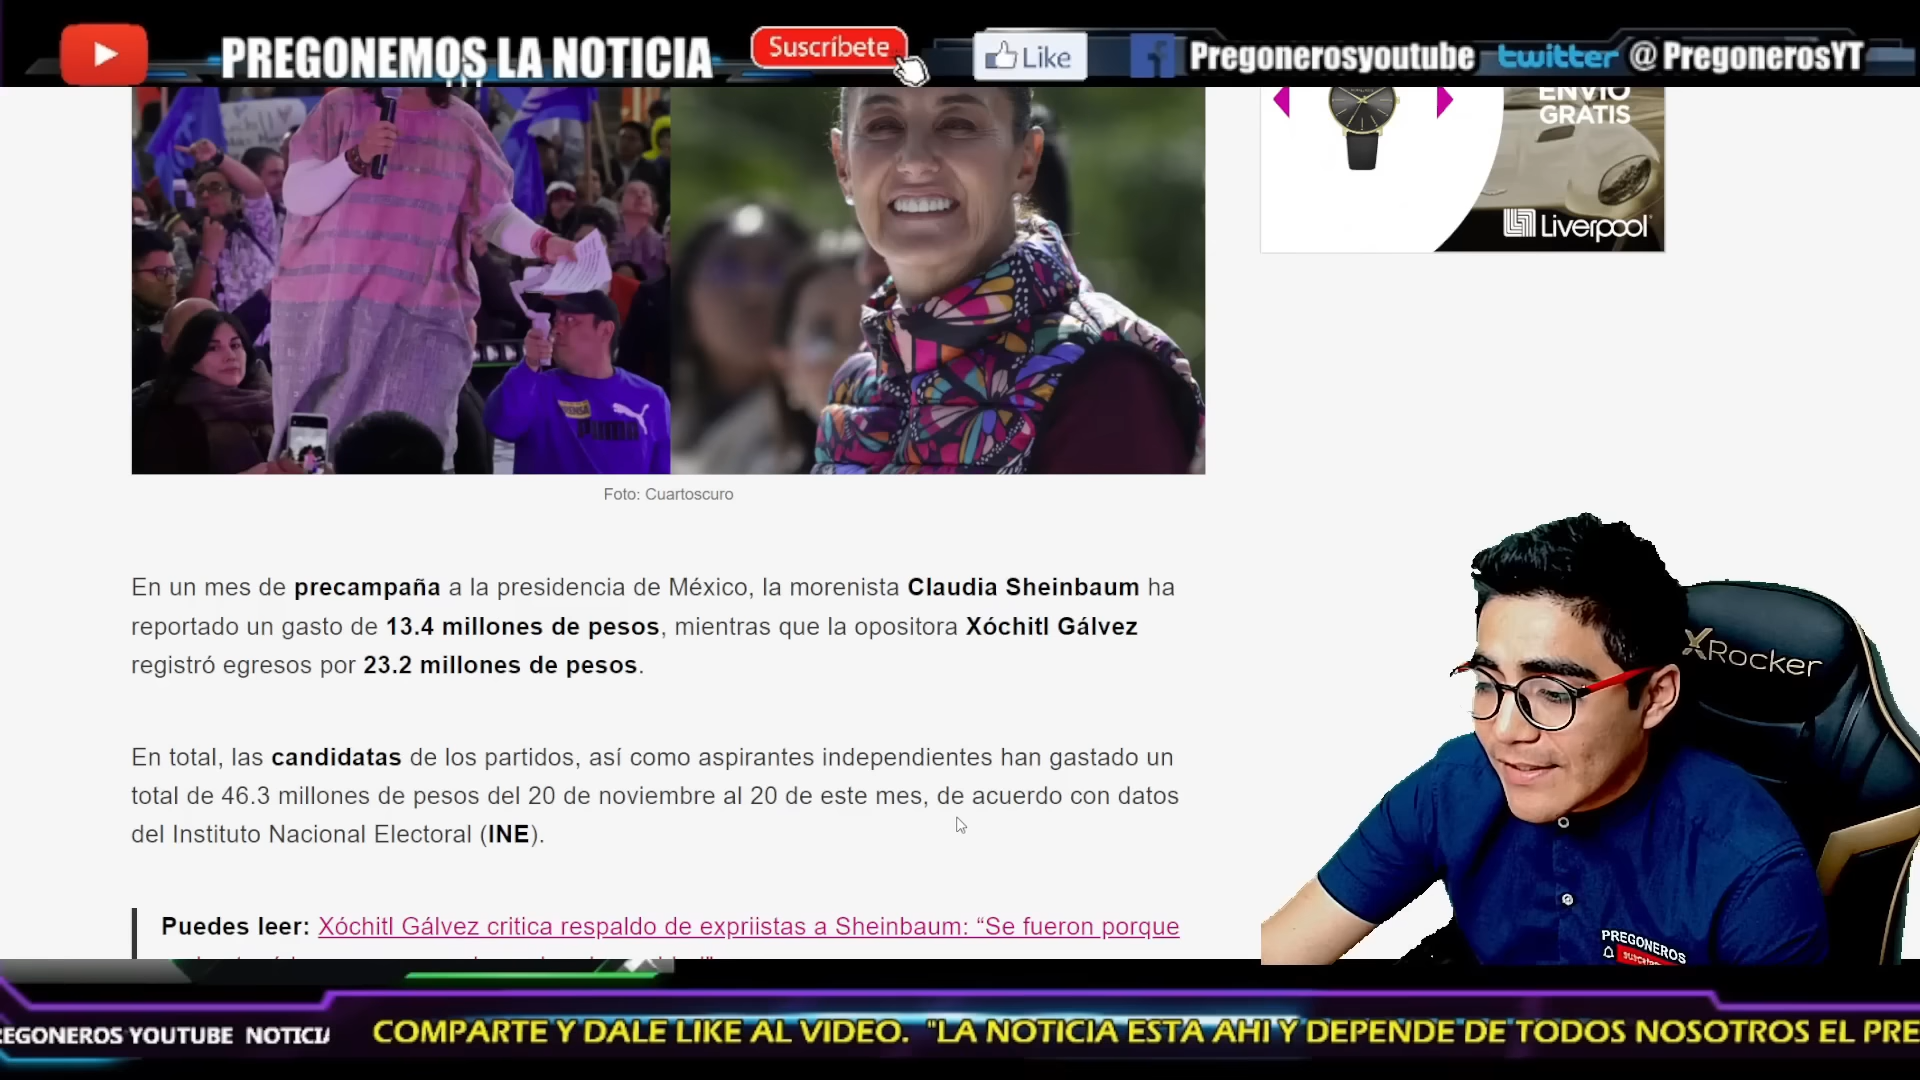 PREGONEMOS LA NOTICIA
Suscríbete
Like
Pregonerosyoutube
twitter @ PregonerosYT
ENVÍO
GRATIS
Liverpool
PRENSA
PUMA
Foto: Cuartoscuro
En un mes de precampaña a la presidencia de México, la morenista Claudia Sheinbaum ha
reportado un gasto de 13.4 millones de pesos, mientras que la opositora Xóchitl Gálvez
registró egresos por 23.2 millones de pesos.
En total, las candidatas de los partidos, así como aspirantes independientes han gastado un
total de 46.3 millones de pesos del 20 de noviembre al 20 de este mes, de acuerdo con datos
del Instituto Nacional Electoral (INE).
Puedes leer: Xóchitl Gálvez critica respaldo de expriistas a Sheinbaum: “Se fueron porque
XRocker
PREGONEROS
REGONEROS YOUTUBE NOTICIA
COMPARTE Y DALE LIKE AL VIDEO. "LA NOTICIA ESTA AHI Y DEPENDE DE TODOS NOSOTROS EL PRE